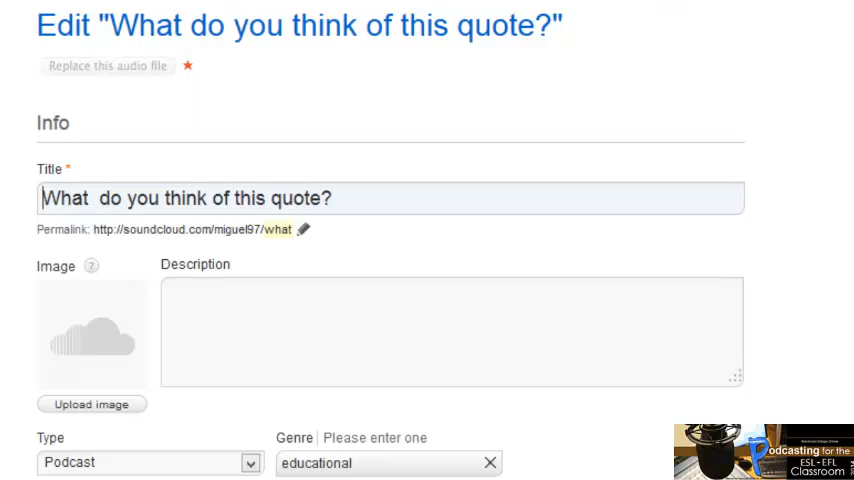 Edit "What do you think of this quote?"
Replace this audio file
Info
Title *
What  do you think of this quote?
Permalink: http://soundcloud.com/miguel97/what
Image ? Description
Upload image
Type Genre Please enter one
Podcast educational
Podcasting for the
ESL-EFL
Classroom